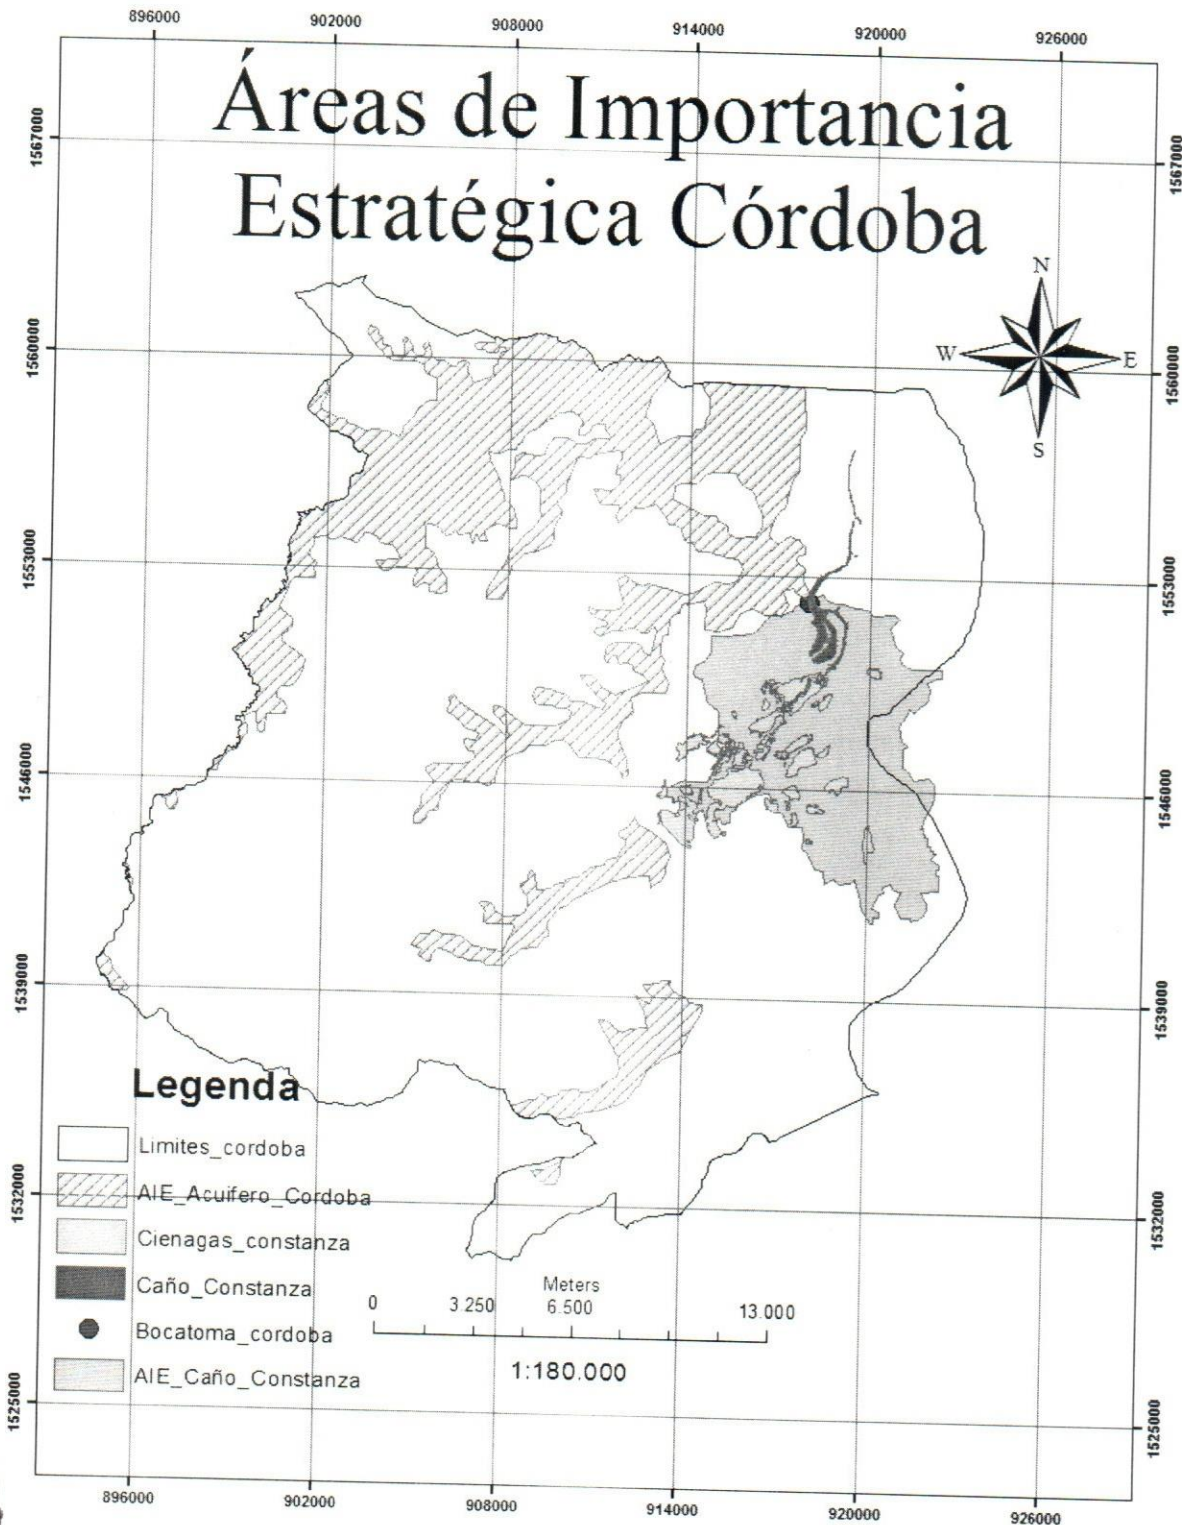 896000 902000 908000 914000 920000 926000
Áreas de Importancia
Estratégica Córdoba
1567000 1567000
N
W E
S
1560000 1560000
1553000 1553000
1546000 1546000
1539000 1539000
Legenda
Limites_cordoba
AIE_Acuifero_Cordoba
Cienagas_constanza
Caño_Constanza
Bocatoma_cordoba
AIE_Caño_Constanza
1532000 1532000
Meters
0 3.250 6.500 13.000
1:180.000
1525000 1525000
896000 902000 908000 914000 920000 926000